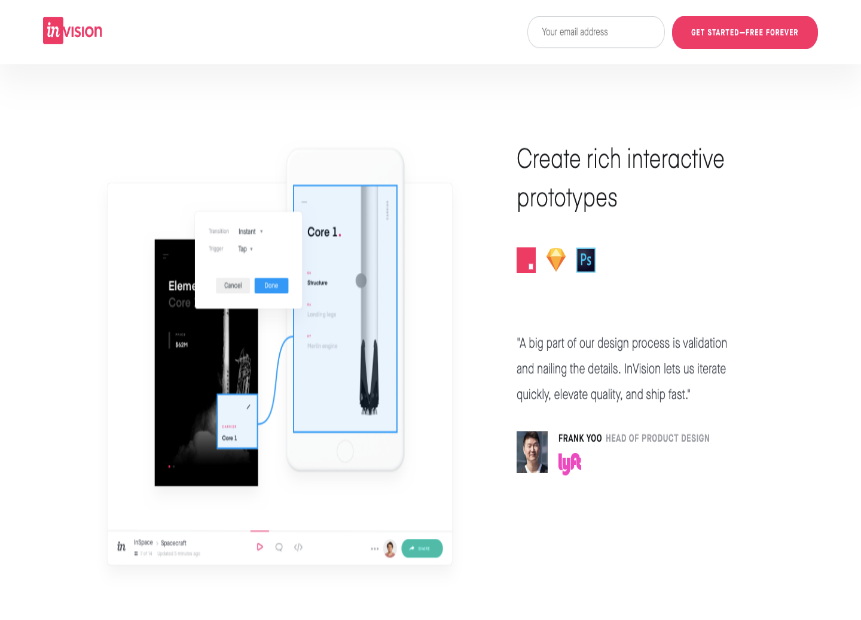 inVISION
Your email address
GET STARTED—FREE FOREVER
Create rich interactive
prototypes
Ps
"A big part of our design process is validation
and nailing the details. InVision lets us iterate
quickly, elevate quality, and ship fast."
FRANK YOO HEAD OF PRODUCT DESIGN
lyft
Transition Instant
Trigger Tap
Cancel Done
Eleme
Core
$62M
Core 1
Core 1.
Structure
Landing legs
Merlin engine
in
InSpace Spacecraft
Updated 5 minutes ago
SHARE